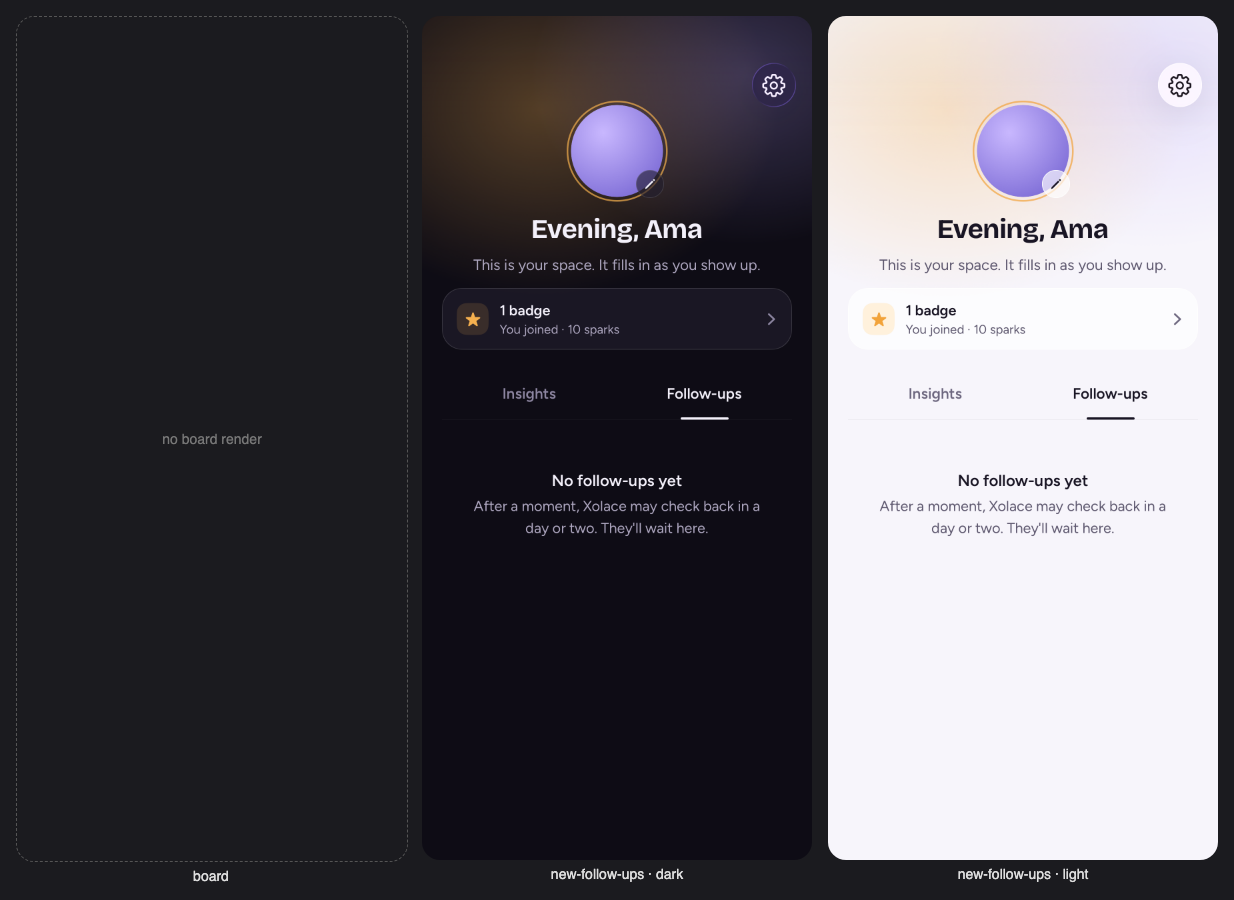 no board render
board
Evening, Ama
This is your space. It fills in as you show up.
1 badge
You joined · 10 sparks
Insights
Follow-ups
No follow-ups yet
After a moment, Xolace may check back in a
day or two. They'll wait here.
new-follow-ups · dark
Evening, Ama
This is your space. It fills in as you show up.
1 badge
You joined · 10 sparks
Insights
Follow-ups
No follow-ups yet
After a moment, Xolace may check back in a
day or two. They'll wait here.
new-follow-ups · light